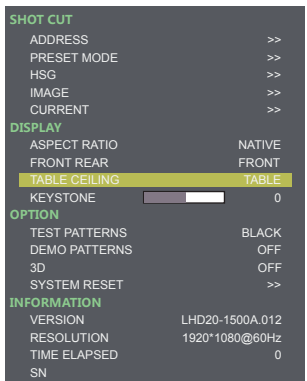 SHOT CUT
ADDRESS >>
PRESET MODE >>
HSG >>
IMAGE >>
CURRENT >>
DISPLAY
ASPECT RATIO NATIVE
FRONT REAR FRONT
TABLE CEILING TABLE
KEYSTONE 0
OPTION
TEST PATTERNS BLACK
DEMO PATTERNS OFF
3D OFF
SYSTEM RESET >>
INFORMATION
VERSION LHD20-1500A.012
RESOLUTION 1920*1080@60Hz
TIME ELAPSED 0
SN